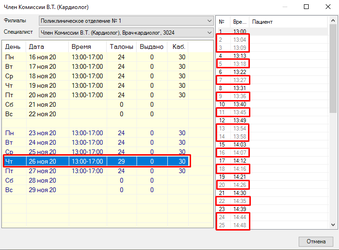 Член Комиссии В.Т. (Кардиолог)
Филиалы Поликлиническое отделение № 1
Специалист Член Комиссии В.Т. (Кардиолог), Врач-кардиолог, 3024
День Дата Время Талоны Выдано Каб.
Пн 16 ноя 20 13:00-17:00 24 0 30
Вт 17 ноя 20 13:00-17:00 24 0 30
Ср 18 ноя 20 13:00-17:00 24 0 30
Чт 19 ноя 20 13:00-17:00 24 0 30
Пт 20 ноя 20 13:00-17:00 24 0 30
Сб 21 ноя 20 0 0
Вс 22 ноя 20 0 0
Пн 23 ноя 20 13:00-17:00 24 0 30
Вт 24 ноя 20 13:00-17:00 24 0 30
Ср 25 ноя 20 13:00-17:00 24 0 30
Чт 26 ноя 20 13:00-17:00 29 0 30
Пт 27 ноя 20 13:00-17:00 24 0 30
Сб 28 ноя 20 0 0
Вс 29 ноя 20 0 0
№ Вре... Пациент
1 13:00
2 13:04
3 13:09
4 13:13
5 13:18
6 13:22
7 13:27
8 13:31
9 13:36
10 13:40
11 13:45
12 13:49
13 13:54
14 13:58
15 14:03
16 14:07
17 14:12
18 14:16
19 14:21
20 14:26
21 14:30
22 14:35
23 14:39
24 14:44
25 14:48
Отмена